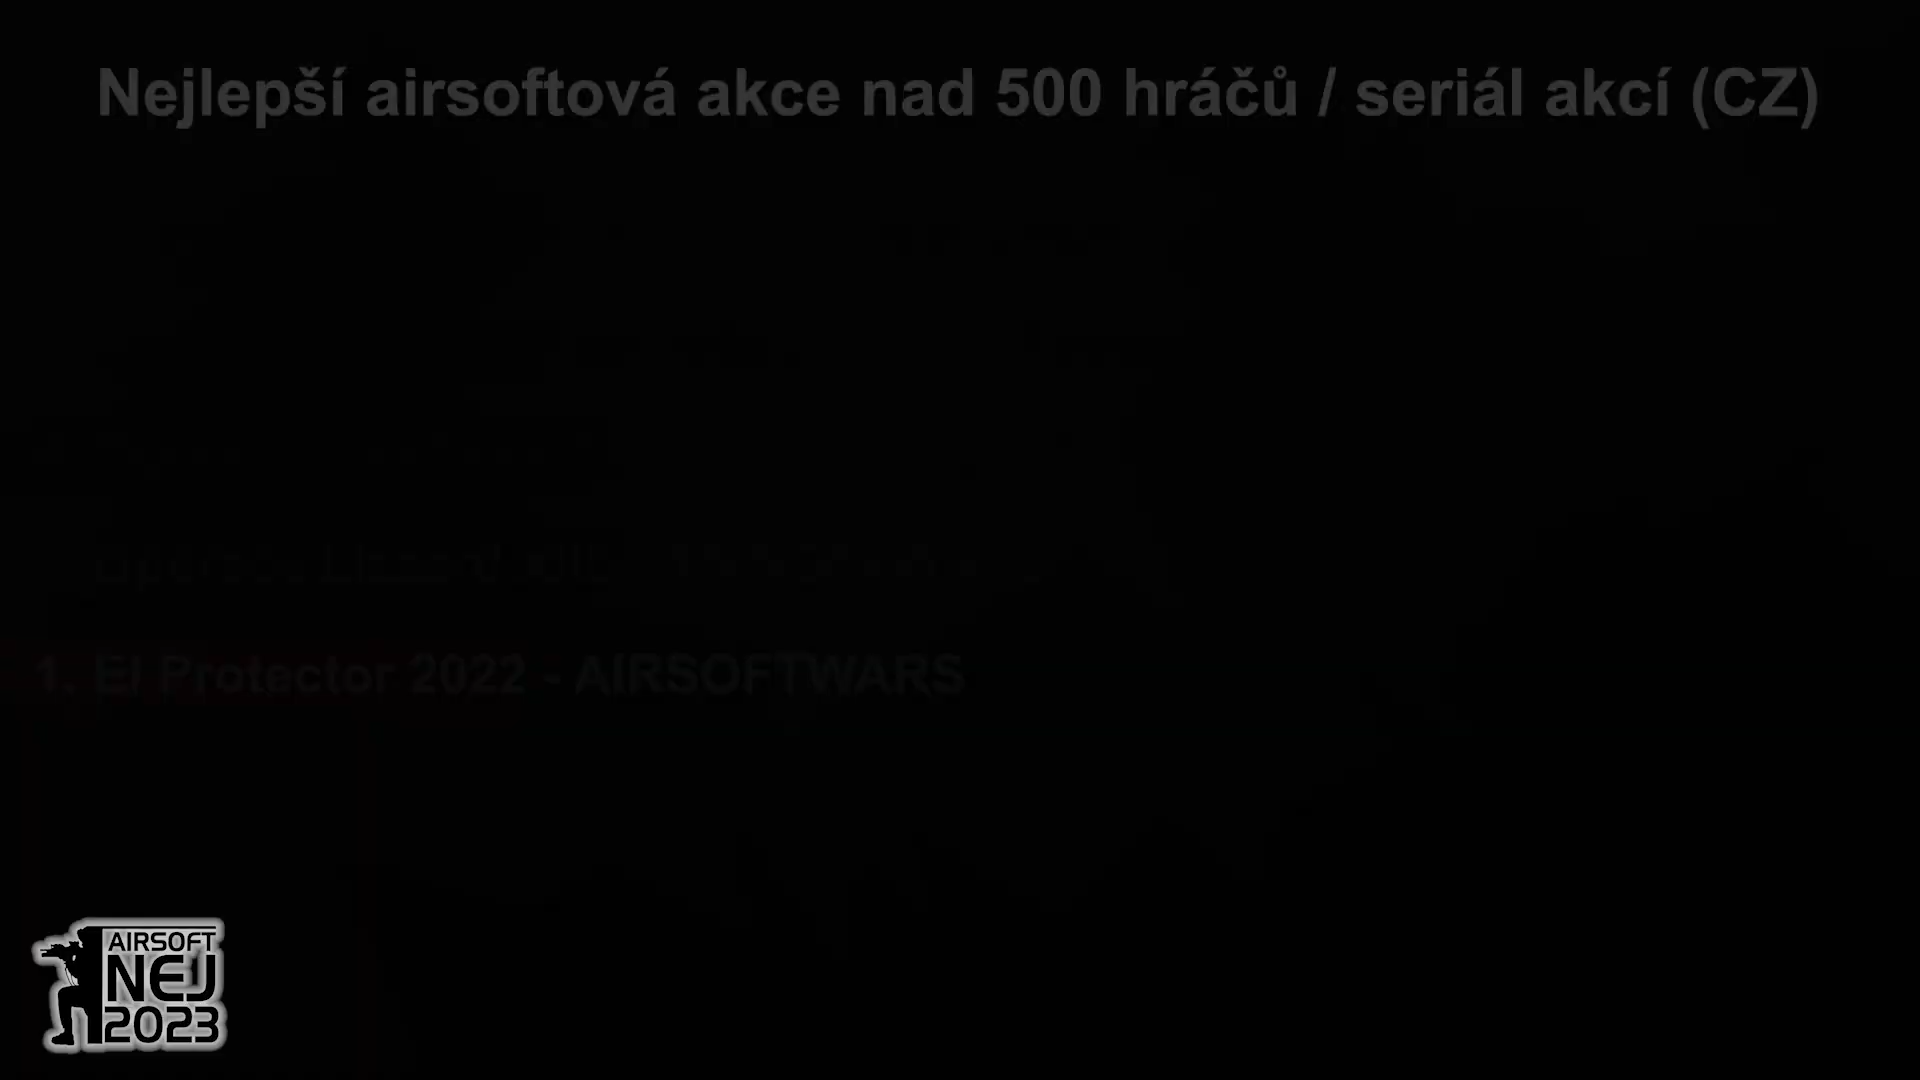 Nejlepší airsoftová akce nad 500 hráčů / seriál akcí (CZ)
1. El Protector 2022 - AIRSOFTWARS
AIRSOFT
NEJ
2023